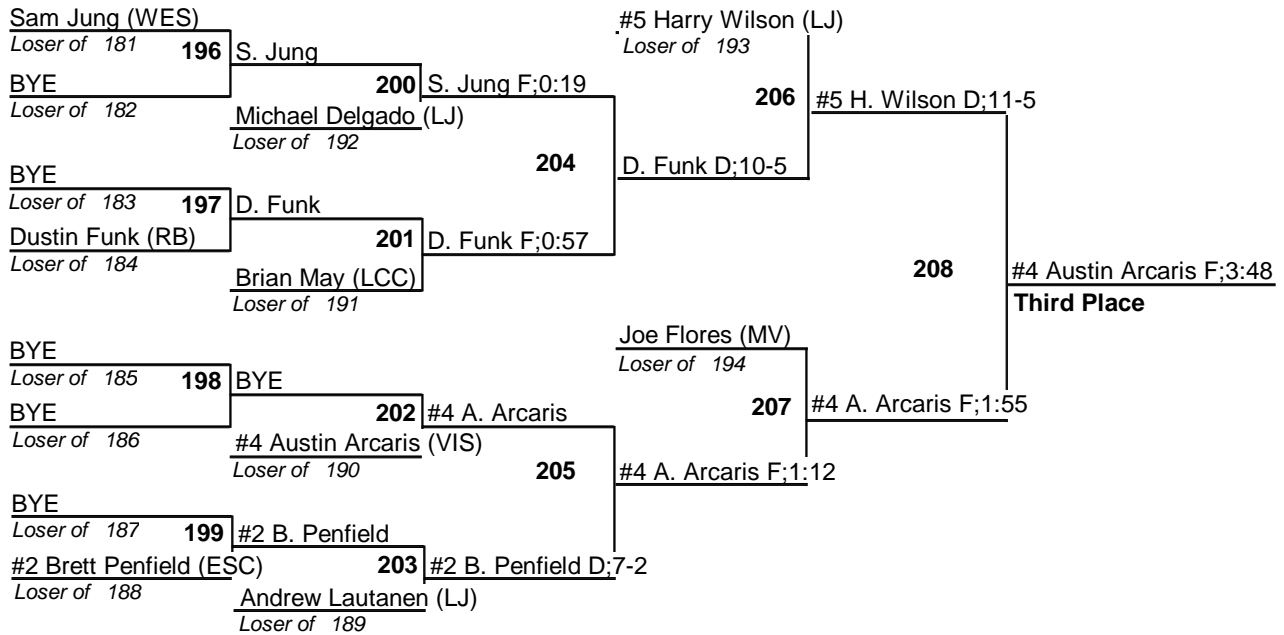 Sam Jung (WES)
Loser of 181
196
S. Jung
BYE
Loser of 182
200
S. Jung F;0:19
Michael Delgado (LJ)
Loser of 192
204
BYE
Loser of 183
197
D. Funk
Dustin Funk (RB)
Loser of 184
201
D. Funk F;0:57
Brian May (LCC)
Loser of 191
#5 Harry Wilson (LJ)
Loser of 193
206
#5 H. Wilson D;11-5
D. Funk D;10-5
208
#4 Austin Arcaris F;3:48
Third Place
BYE
Loser of 185
198
BYE
BYE
Loser of 186
202
#4 A. Arcaris
#4 Austin Arcaris (VIS)
Loser of 190
205
BYE
Loser of 187
199
#2 B. Penfield
#2 Brett Penfield (ESC)
Loser of 188
203
#2 B. Penfield D;7-2
Andrew Lautanen (LJ)
Loser of 189
Joe Flores (MV)
Loser of 194
207
#4 A. Arcaris F;1:55
#4 A. Arcaris F;1:12